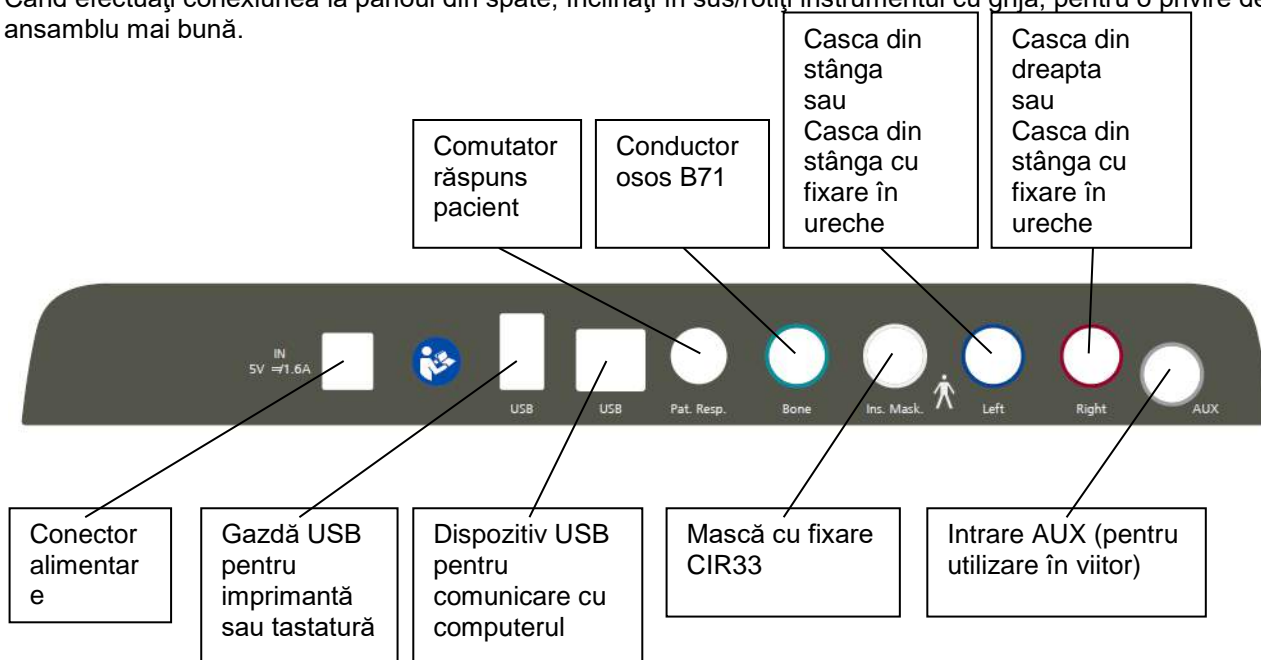 Când efectuaţi conexiunea la panoul din spate, înclinaţi în sus/rotiţi instrumentul cu grijă, pentru o privire de
ansamblu mai bună.
Casca din
stânga
sau
Casca din
stânga cu
fixare în
ureche
Casca din
dreapta
sau
Casca din
stânga cu
fixare în
ureche
Comutator
răspuns
pacient
Conductor
osos B71
IN
5V ⎓/1.6A
USB
USB
Pat. Resp.
Bone
Ins. Mask.
Left
Right
AUX
Conector
alimentar
e
Gazdă USB
pentru
imprimantă
sau tastatură
Dispozitiv USB
pentru
comunicare cu
computerul
Mască cu fixare
CIR33
Intrare AUX (pentru
utilizare în viitor)